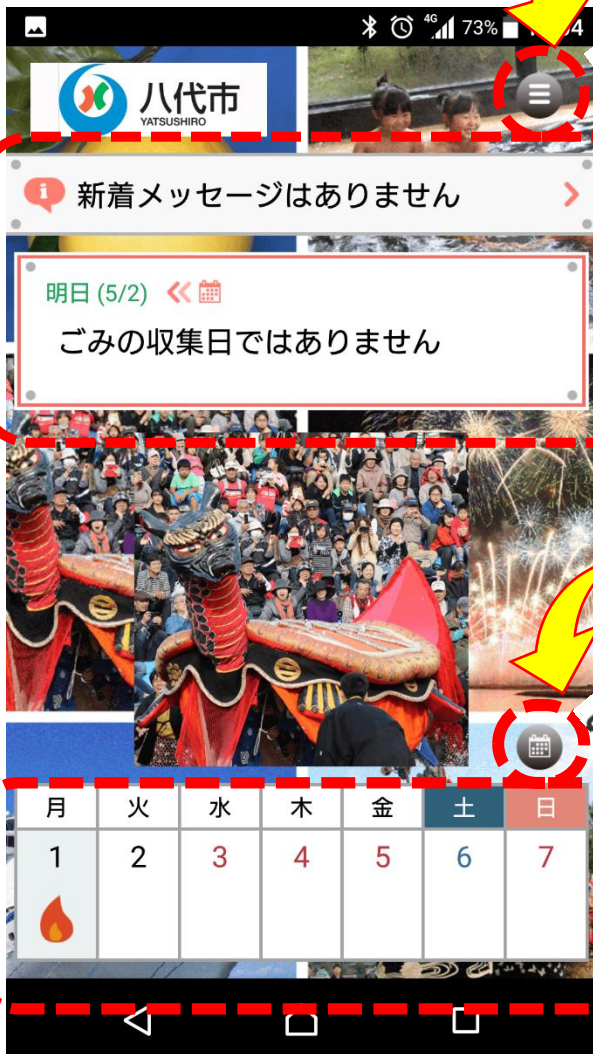 4G 73%
八代市
YATSUSHIRO
新着メッセージはありません
明日 (5/2)
ごみの収集日ではありません
月 火 水 木 金 土 日
1 2 3 4 5 6 7